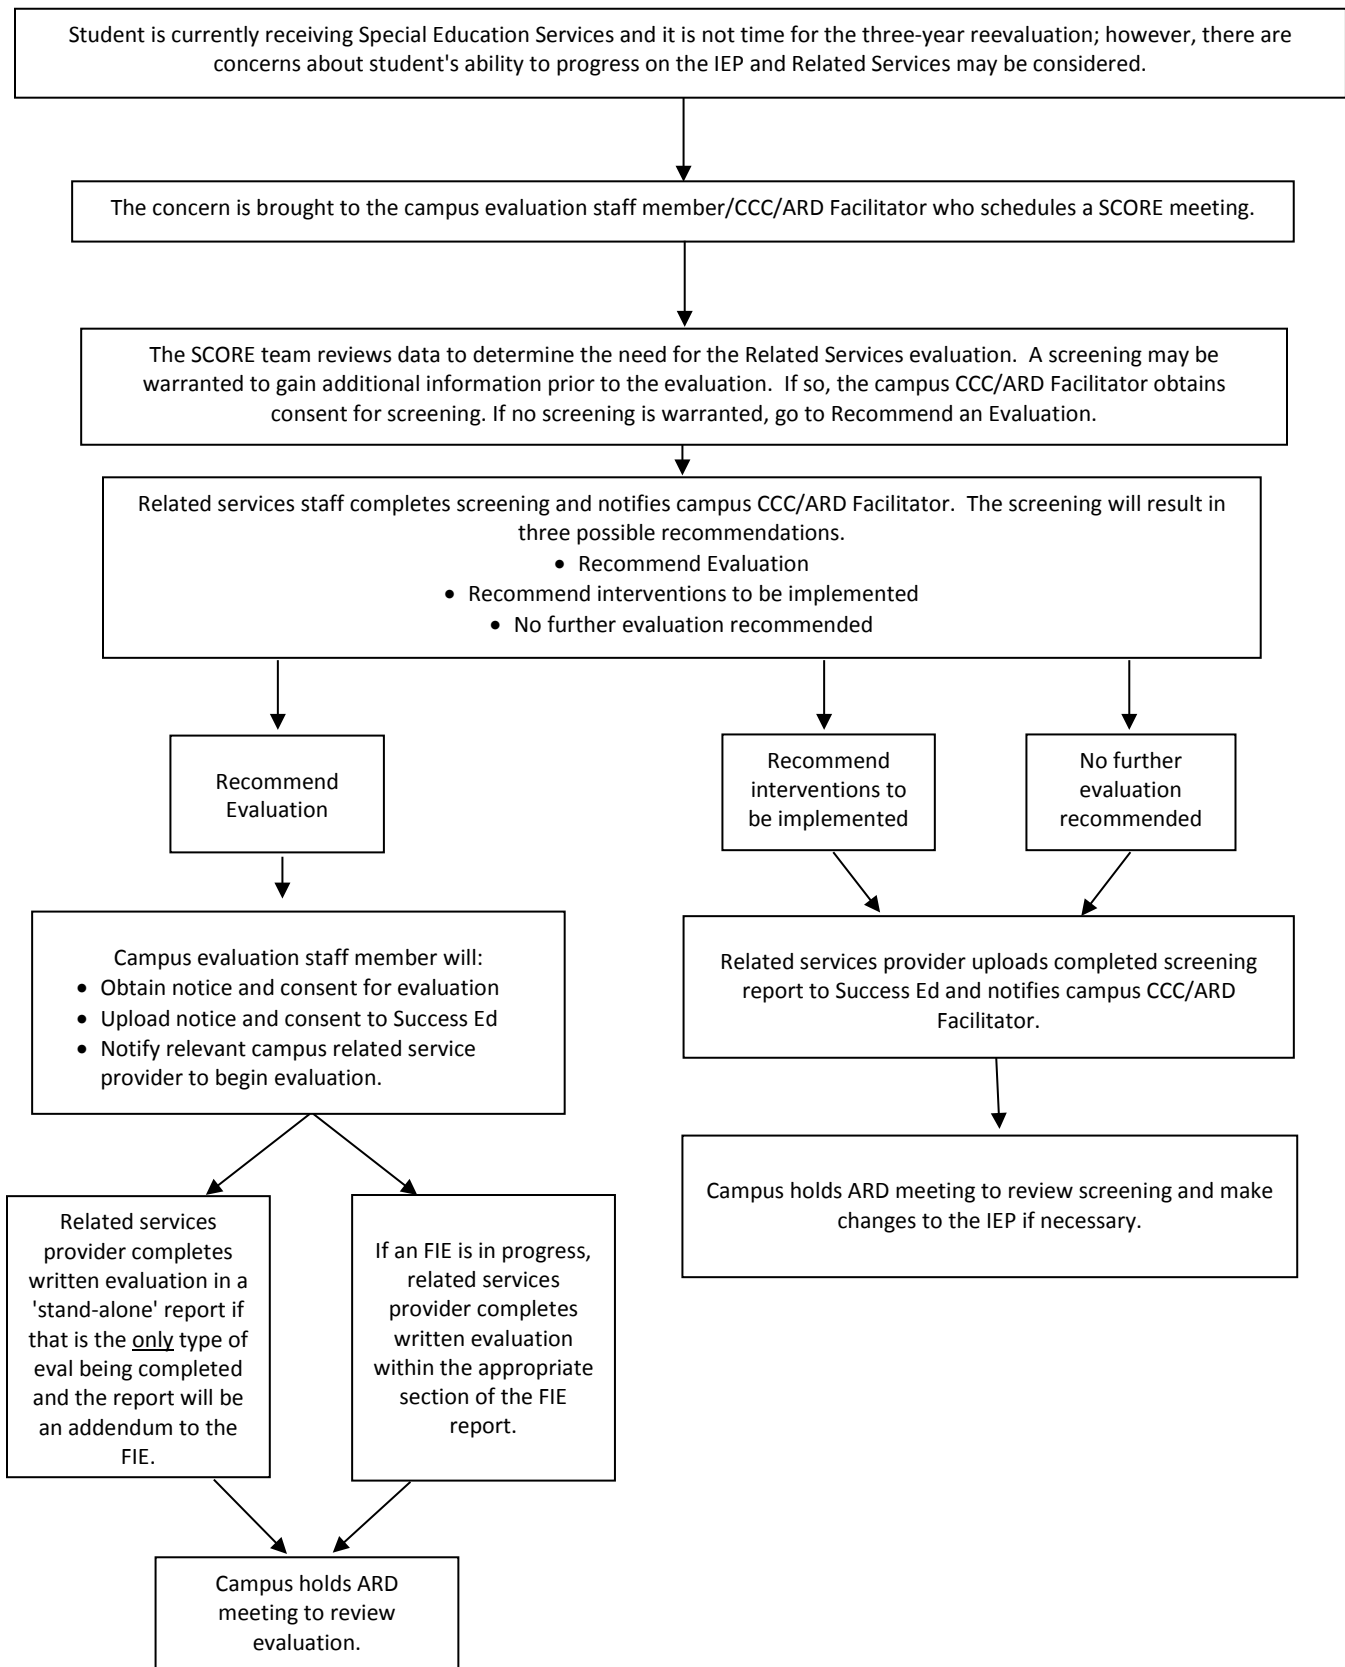 Student is currently receiving Special Education Services and it is not time for the three-year reevaluation; however, there are
concerns about student's ability to progress on the IEP and Related Services may be considered.
The concern is brought to the campus evaluation staff member/CCC/ARD Facilitator who schedules a SCORE meeting.
The SCORE team reviews data to determine the need for the Related Services evaluation.  A screening may be
warranted to gain additional information prior to the evaluation.  If so, the campus CCC/ARD Facilitator obtains
consent for screening. If no screening is warranted, go to Recommend an Evaluation.
Related services staff completes screening and notifies campus CCC/ARD Facilitator.  The screening will result in
three possible recommendations.
• Recommend Evaluation
• Recommend interventions to be implemented
• No further evaluation recommended
Recommend
Evaluation
Recommend
interventions to
be implemented
No further
evaluation
recommended
Campus evaluation staff member will:
• Obtain notice and consent for evaluation
• Upload notice and consent to Success Ed
• Notify relevant campus related service
provider to begin evaluation.
Related services provider uploads completed screening
report to Success Ed and notifies campus CCC/ARD
Facilitator.
Related services
provider completes
written evaluation in a
'stand-alone' report if
that is the only type of
eval being completed
and the report will be
an addendum to the
FIE.
If an FIE is in progress,
related services
provider completes
written evaluation
within the appropriate
section of the FIE
report.
Campus holds ARD meeting to review screening and make
changes to the IEP if necessary.
Campus holds ARD
meeting to review
evaluation.